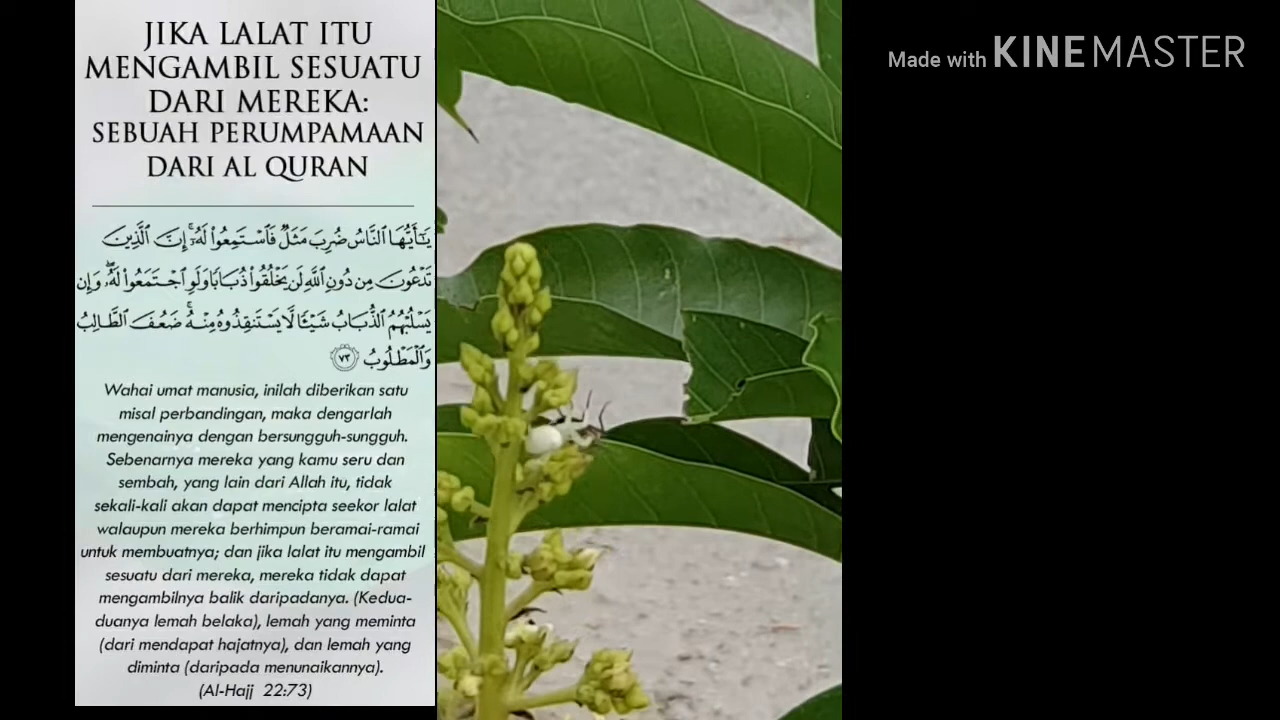 JIKA LALAT ITU
MENGAMBIL SESUATU
DARI MEREKA:
SEBUAH PERUMPAMAAN
DARI AL QURAN
يَٰٓأَيُّهَا ٱلنَّاسُ ضُرِبَ مَثَلٌ فَٱسْتَمِعُوا۟ لَهُۥٓ ۚ إِنَّ ٱلَّذِينَ
تَدْعُونَ مِن دُونِ ٱللَّهِ لَن يَخْلُقُوا۟ ذُبَابًا وَلَوِ ٱجْتَمَعُوا۟ لَهُۥ ۖ وَإِن
يَسْلُبْهُمُ ٱلذُّبَابُ شَيْـًٔا لَّا يَسْتَنقِذُوهُ مِنْهُ ۚ ضَعُفَ ٱلطَّالِبُ
وَٱلْمَطْلُوبُ ٧٣
Wahai umat manusia, inilah diberikan satu
misal perbandingan, maka dengarlah
mengenainya dengan bersungguh-sungguh.
Sebenarnya mereka yang kamu seru dan
sembah, yang lain dari Allah itu, tidak
sekali-kali akan dapat mencipta seekor lalat
walaupun mereka berhimpun beramai-ramai
untuk membuatnya; dan jika lalat itu mengambil
sesuatu dari mereka, mereka tidak dapat
mengambilnya balik daripadanya. (Kedua-
duanya lemah belaka), lemah yang meminta
(dari mendapat hajatnya), dan lemah yang
diminta (daripada menunaikannya).
(Al-Hajj 22:73)
Made with KINEMASTER